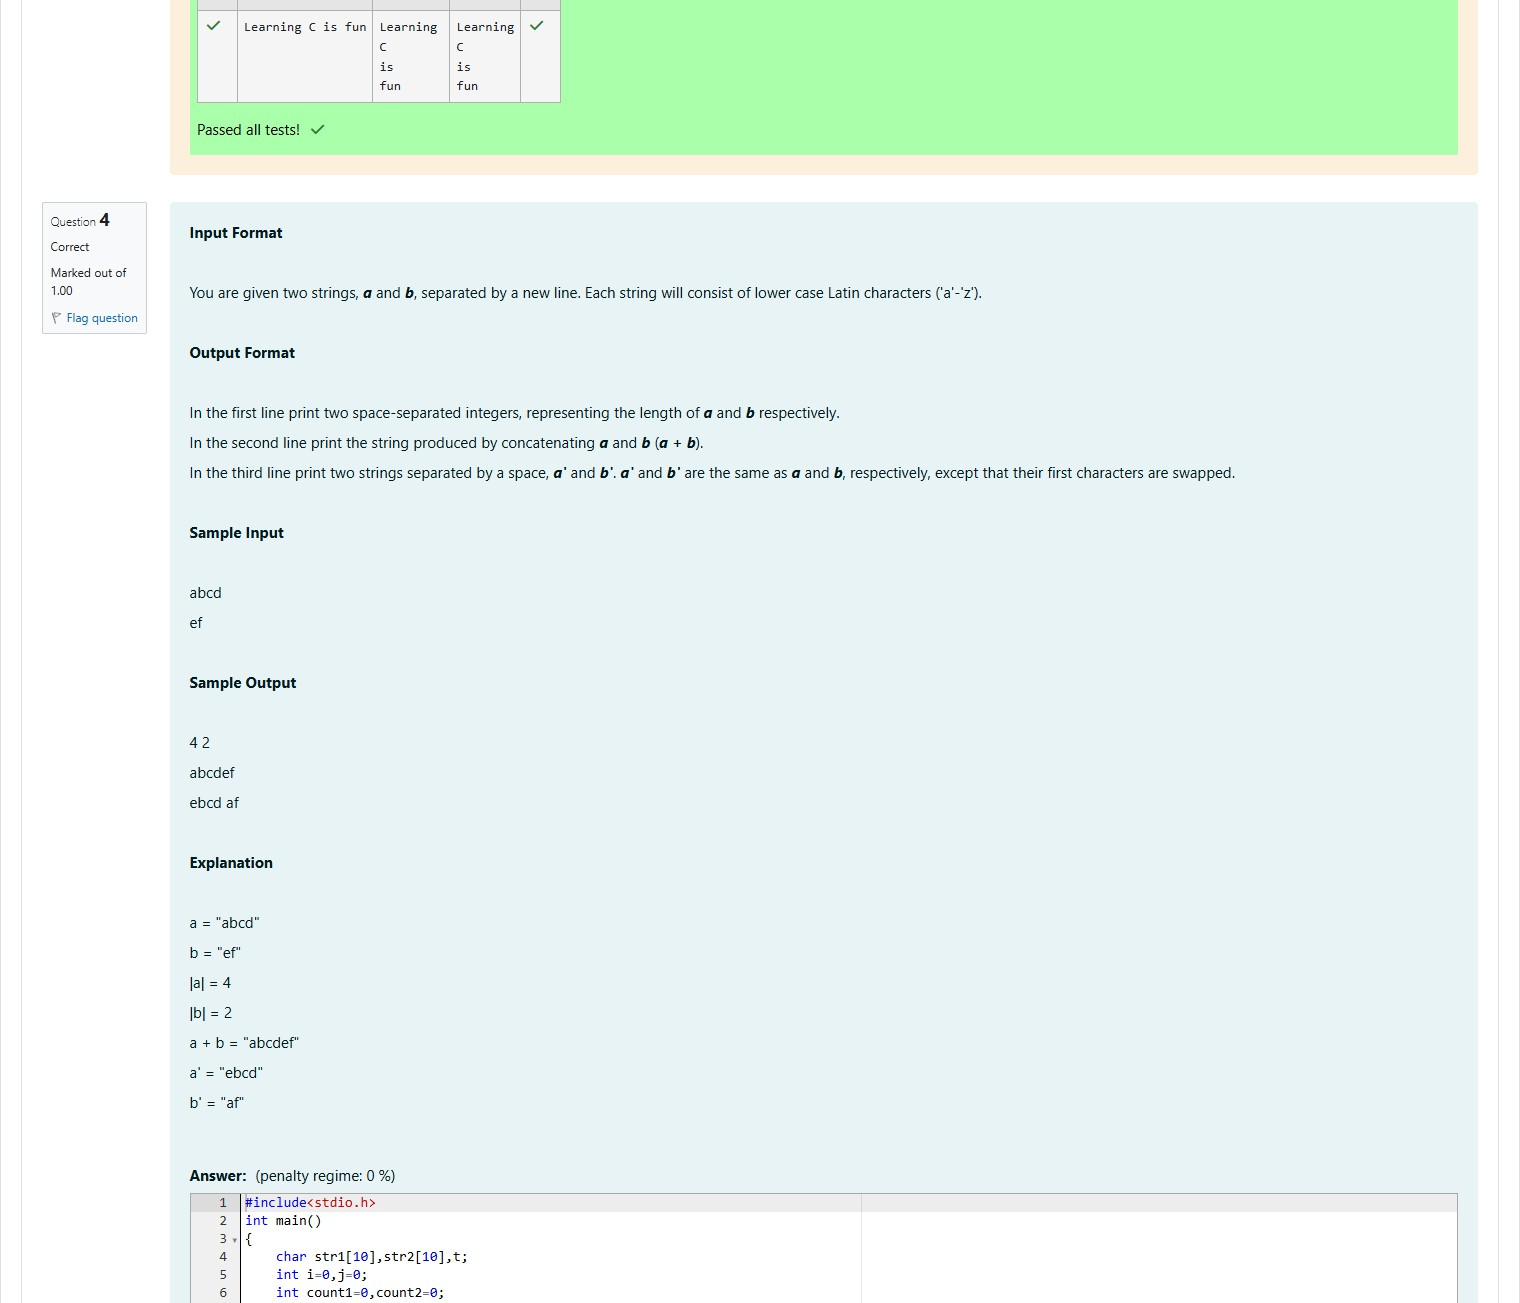 Learning C is fun Learning Learning
C C
is is
fun fun
Passed all tests!
Question 4
Correct
Marked out of
1.00
Flag question
Input Format
You are given two strings, a and b, separated by a new line. Each string will consist of lower case Latin characters ('a'-'z').
Output Format
In the first line print two space-separated integers, representing the length of a and b respectively.
In the second line print the string produced by concatenating a and b (a + b).
In the third line print two strings separated by a space, a' and b'. a' and b' are the same as a and b, respectively, except that their first characters are swapped.
Sample Input
abcd
ef
Sample Output
4 2
abcdef
ebcd af
Explanation
a = "abcd"
b = "ef"
|a| = 4
|b| = 2
a + b = "abcdef"
a' = "ebcd"
b' = "af"
Answer: (penalty regime: 0 %)
1 #include<stdio.h>
2 int main()
3 {
4 char str1[10],str2[10],t;
5 int i=0,j=0;
6 int count1=0,count2=0;